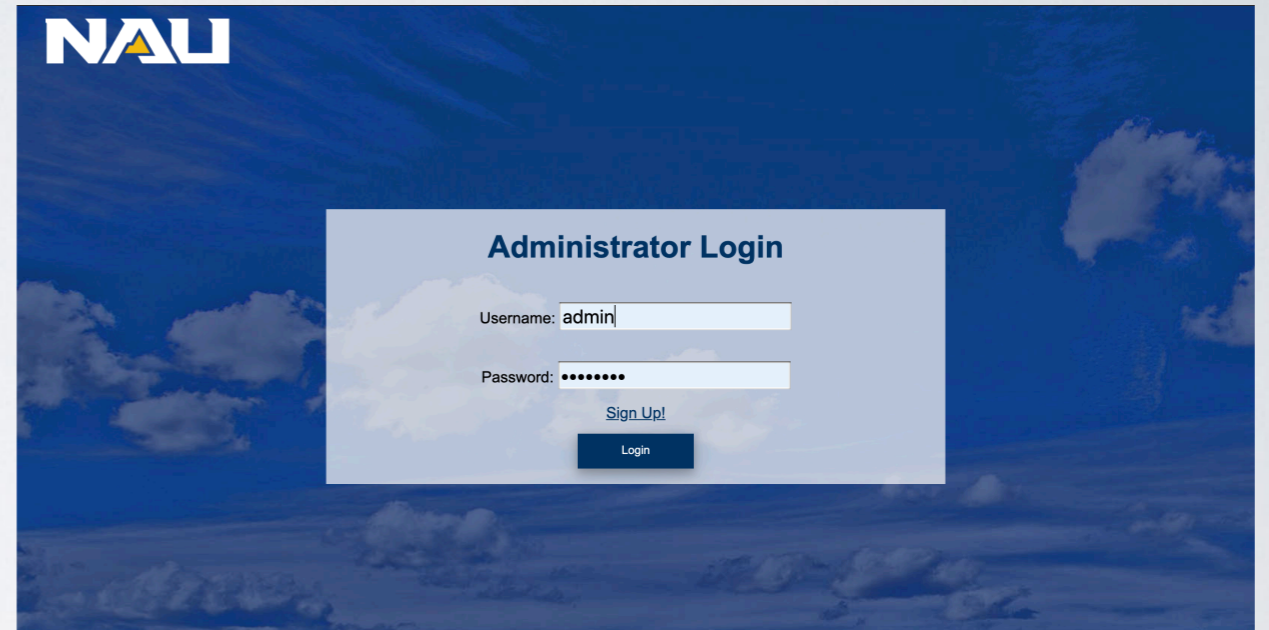 NAU
Administrator Login
Username: admin
Password: ••••••••
Sign Up!
Login